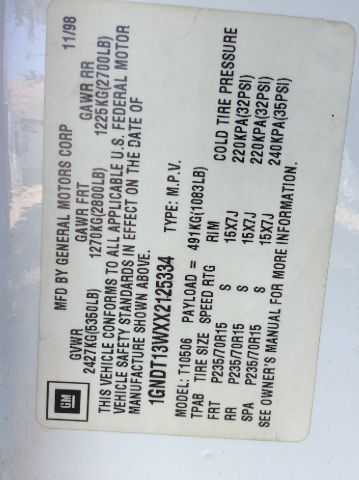 GM
MFD BY GENERAL MOTORS CORP 11/98
GVWR GAWR FRT GAWR RR
2427KG(5350LB) 1270KG(2800LB) 1225KG(2700LB)
THIS VEHICLE CONFORMS TO ALL APPLICABLE U.S. FEDERAL MOTOR
VEHICLE SAFETY STANDARDS IN EFFECT ON THE DATE OF
MANUFACTURE SHOWN ABOVE.
1GNDT13WXX2125334 TYPE: M.P.V.
MODEL: T10506 PAYLOAD = 491KG(1083LB)
TPAB TIRE SIZE SPEED RTG RIM COLD TIRE PRESSURE
FRT P235/70R15 S 15X7J 220KPA(32PSI)
RR P235/70R15 S 15X7J 220KPA(32PSI)
SPA P235/70R15 S 15X7J 240KPA(35PSI)
SEE OWNER'S MANUAL FOR MORE INFORMATION.